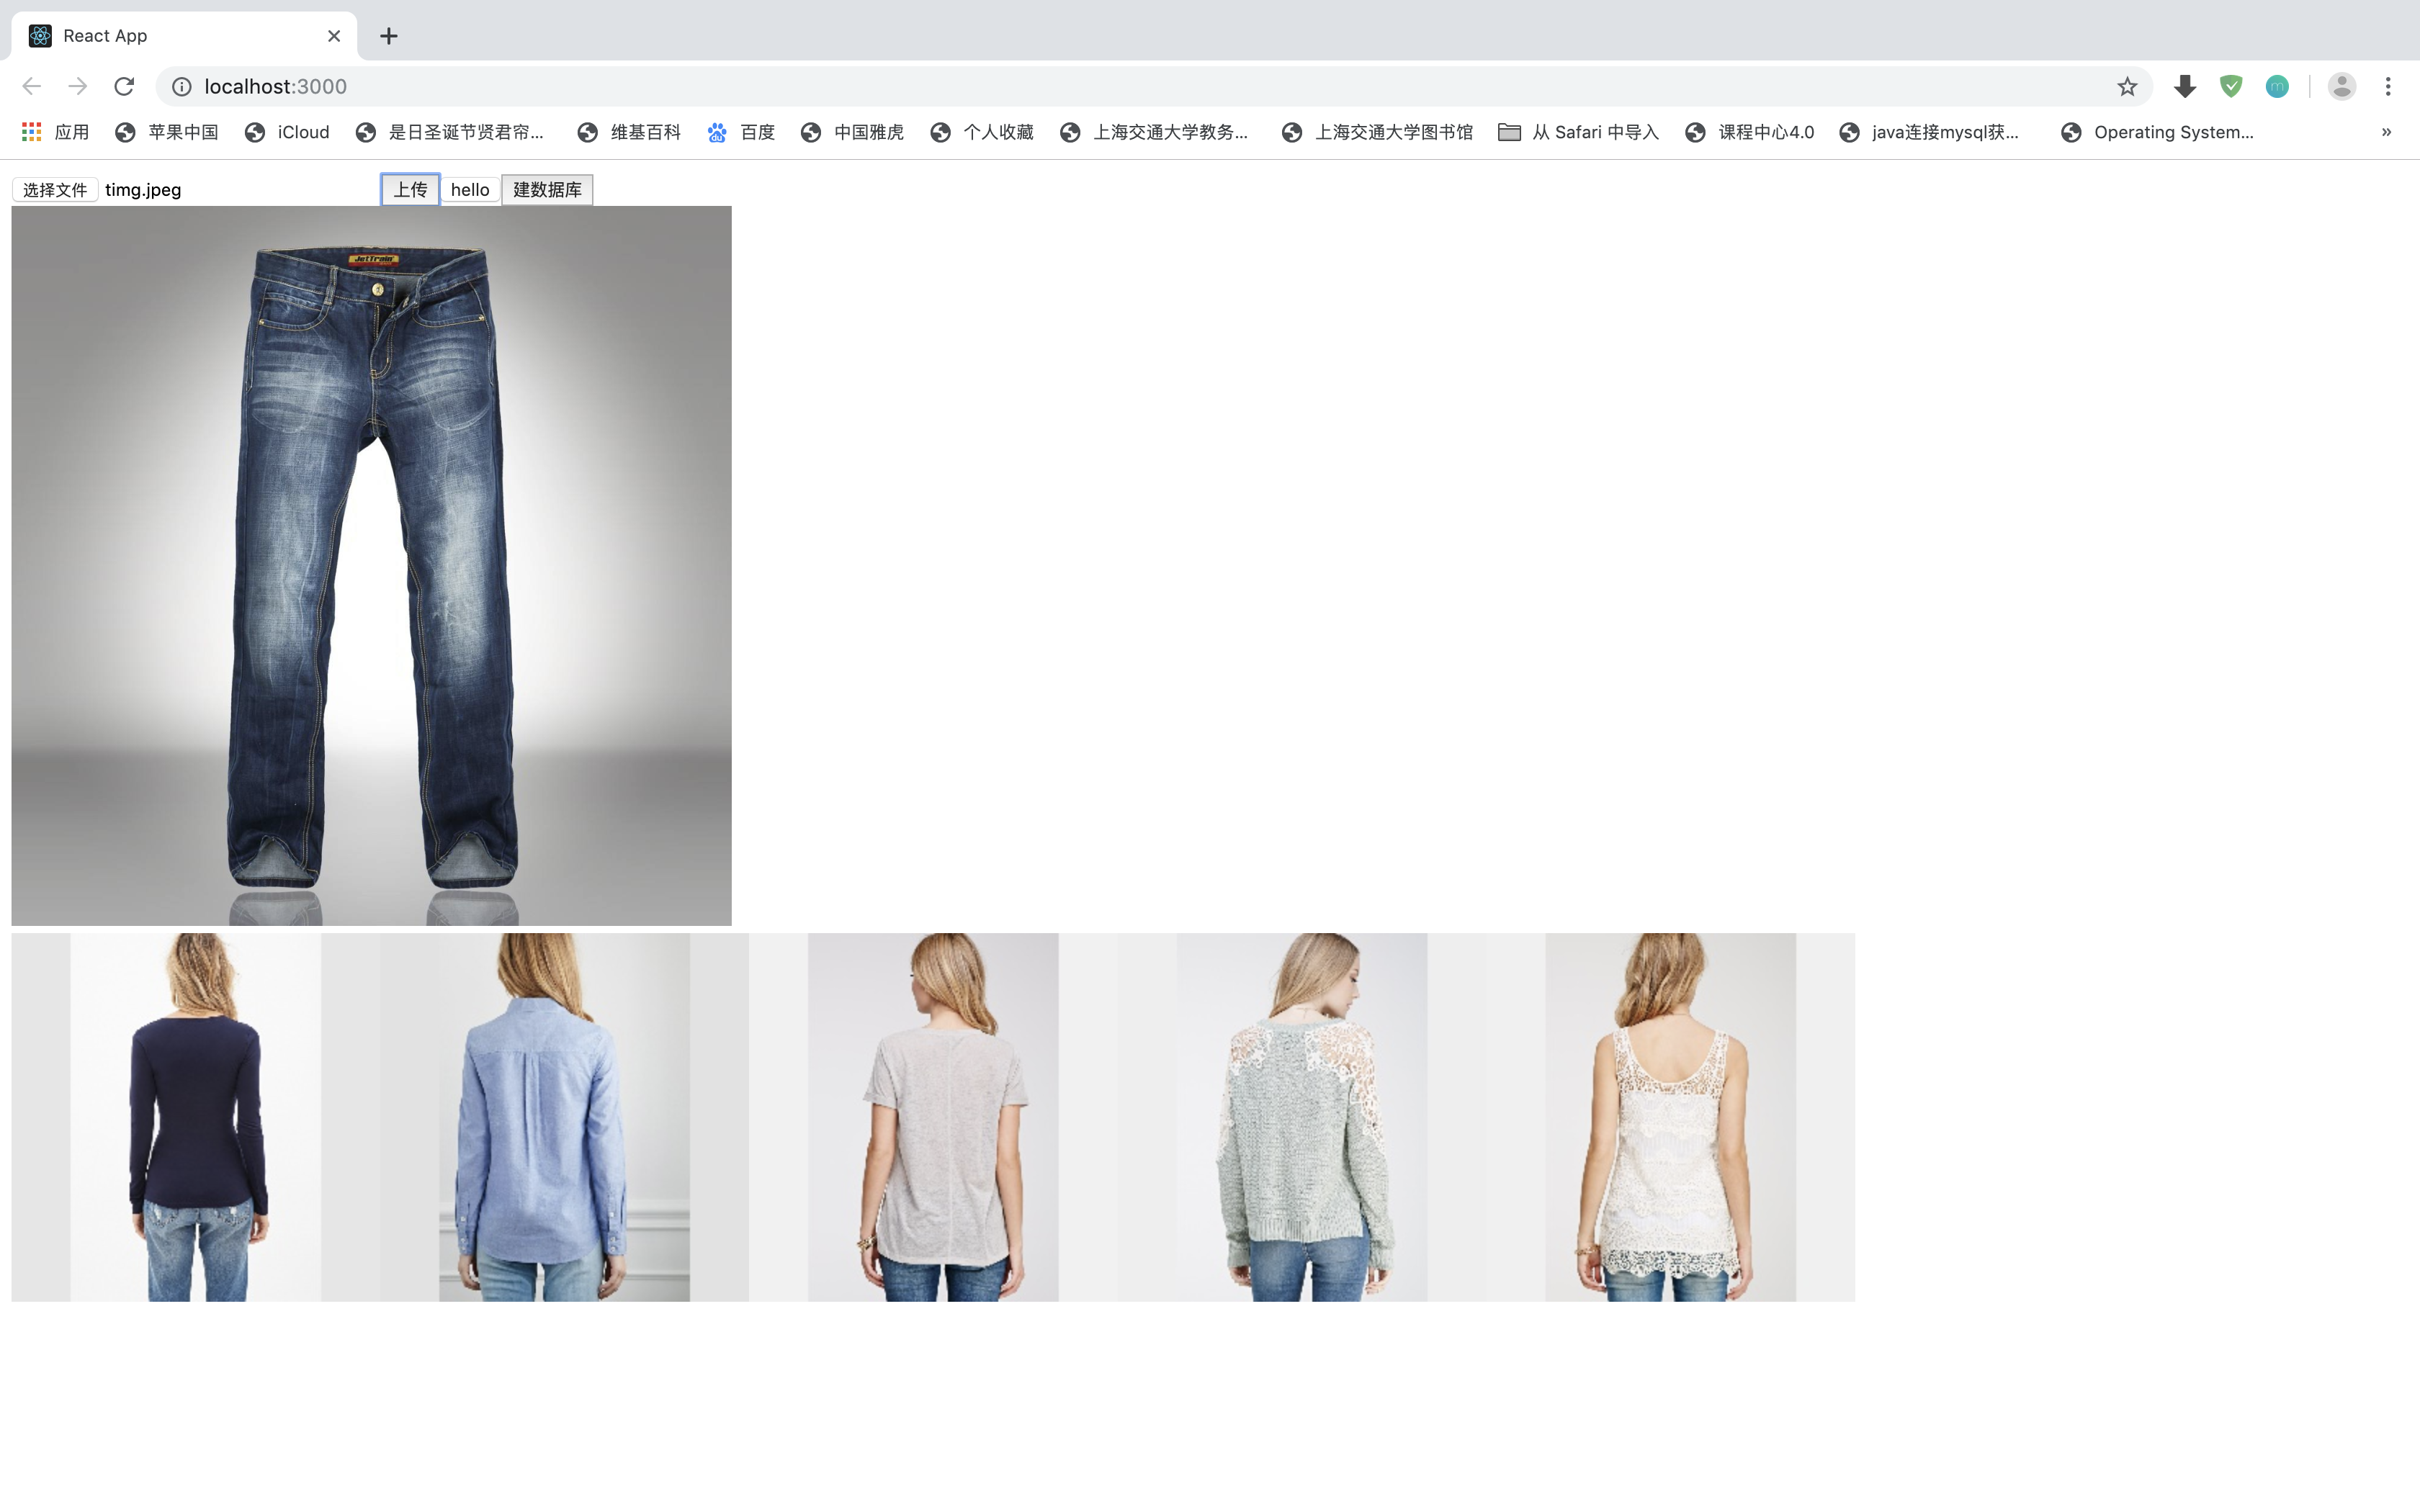 React App
localhost:3000
应用 苹果中国 iCloud 是日圣诞节贤君帘... 维基百科 百度 中国雅虎 个人收藏 上海交通大学教务... 上海交通大学图书馆 从 Safari 中导入 课程中心4.0 java连接mysql获... Operating System... »
选择文件 timg.jpeg 上传 hello 建数据库
JetTrain